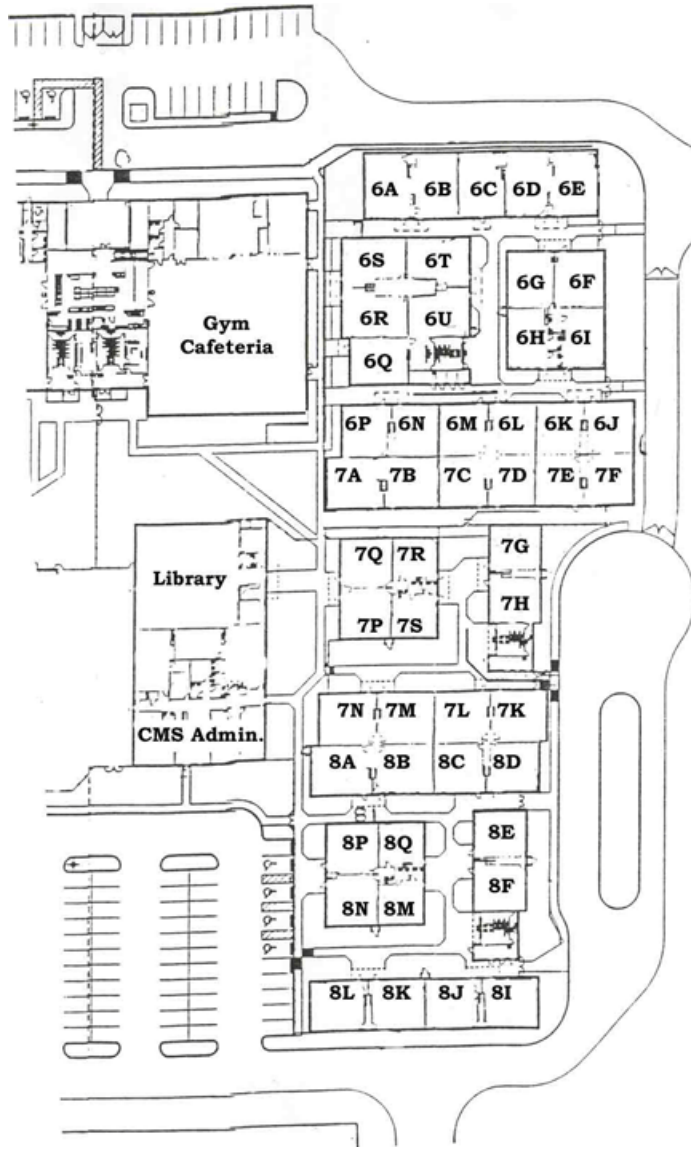 6A 6B 6C 6D 6E
6S 6T
6G 6F
6R 6U
6H 6I
6Q
Gym
Cafeteria
6P 6N 6M 6L 6K 6J
7A 7B 7C 7D 7E 7F
7Q 7R
7G
Library
7H
7P 7S
7N 7M 7L 7K
CMS Admin.
8A 8B 8C 8D
8P 8Q
8E
8F
8N 8M
8L 8K 8J 8I